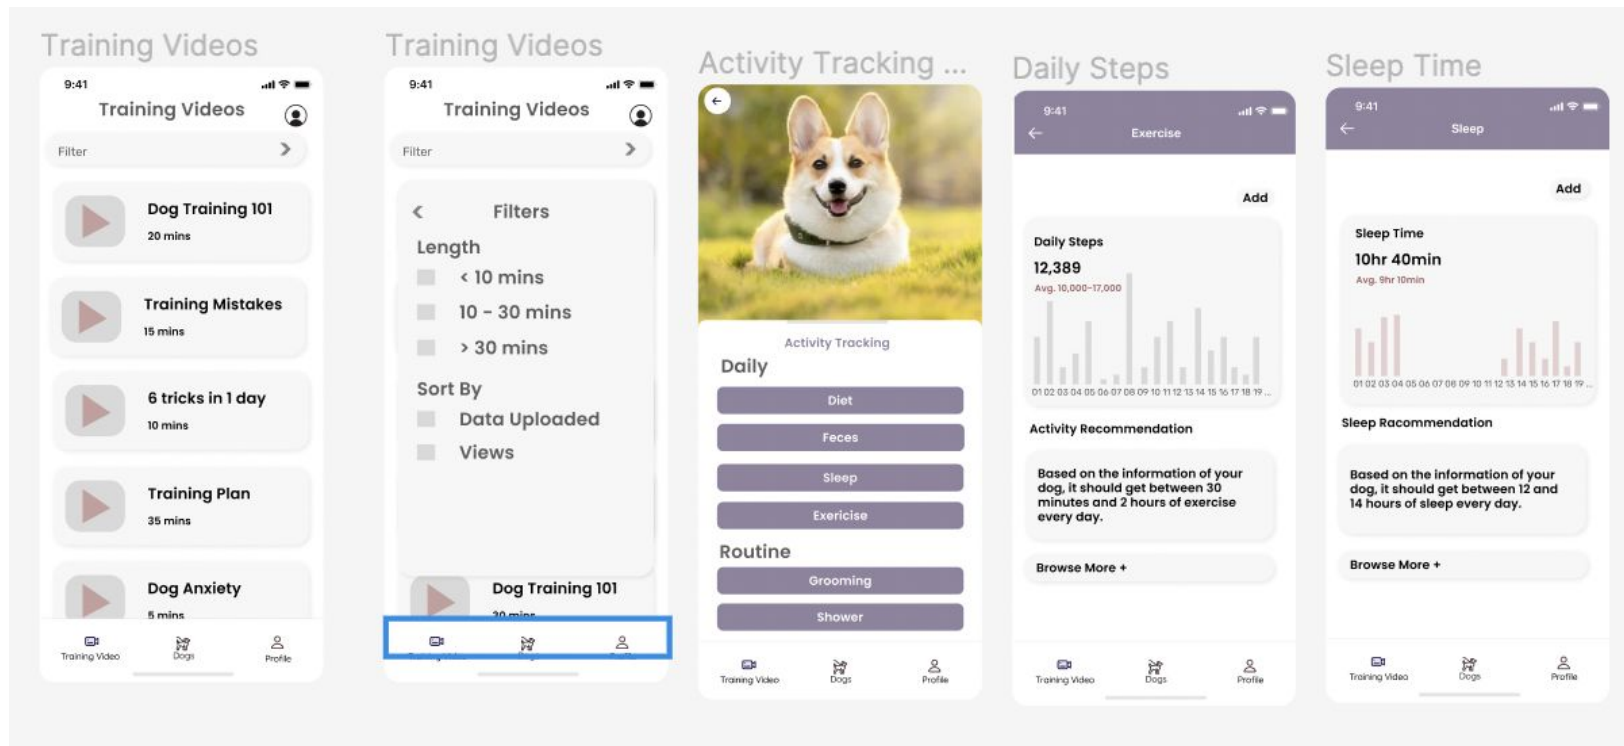 Training Videos
9:41
Training Videos
Filter
Dog Training 101
20 mins
Training Mistakes
15 mins
6 tricks in 1 day
10 mins
Training Plan
35 mins
Dog Anxiety
5 mins
Training Video
Dogs
Profile
Training Videos
9:41
Training Videos
Filter
Filters
Length
< 10 mins
10 - 30 mins
> 30 mins
Sort By
Data Uploaded
Views
Dog Training 101
20 mins
Activity Tracking ...
Activity Tracking
Daily
Diet
Feces
Sleep
Exericise
Routine
Grooming
Shower
Training Video
Dogs
Profile
Daily Steps
9:41
Exercise
Add
Daily Steps
12,389
Avg. 10,000-17,000
01 02 03 04 05 06 07 08 09 10 11 12 13 14 15 16 17 18 19 ...
Activity Recommendation
Based on the information of your
dog, it should get between 30
minutes and 2 hours of exercise
every day.
Browse More +
Training Video
Dogs
Profile
Sleep Time
9:41
Sleep
Add
Sleep Time
10hr 40min
Avg. 9hr 10min
01 02 03 04 05 06 07 08 09 10 11 12 13 14 15 16 17 18 19 ...
Sleep Racommendation
Based on the information of your
dog, it should get between 12 and
14 hours of sleep every day.
Browse More +
Training Video
Dogs
Profile